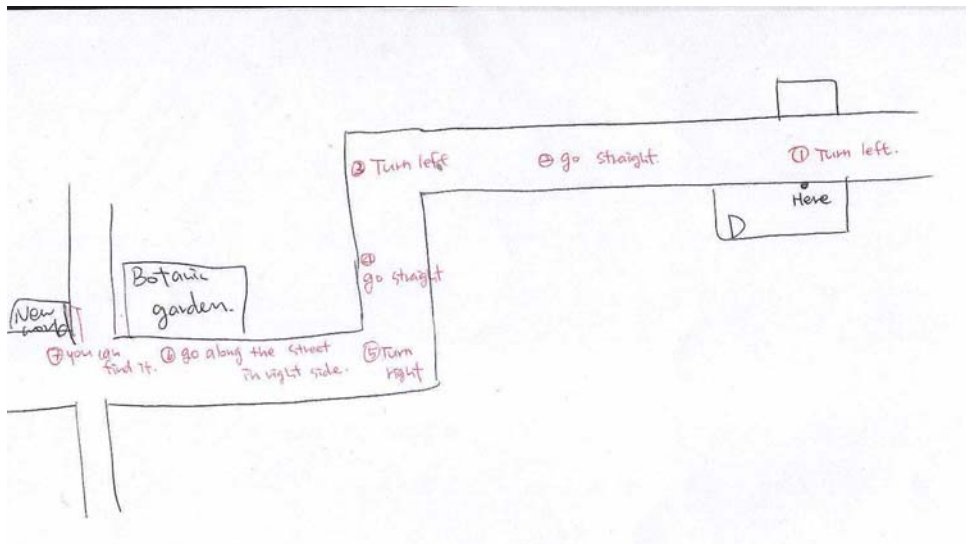 ① Turn left.
② go straight.
③ Turn left
Here
D
④
go straight
Botanic
garden.
New
world
⑤ Turn
right
⑥ go along the street
in right side.
⑦ you can
find it.